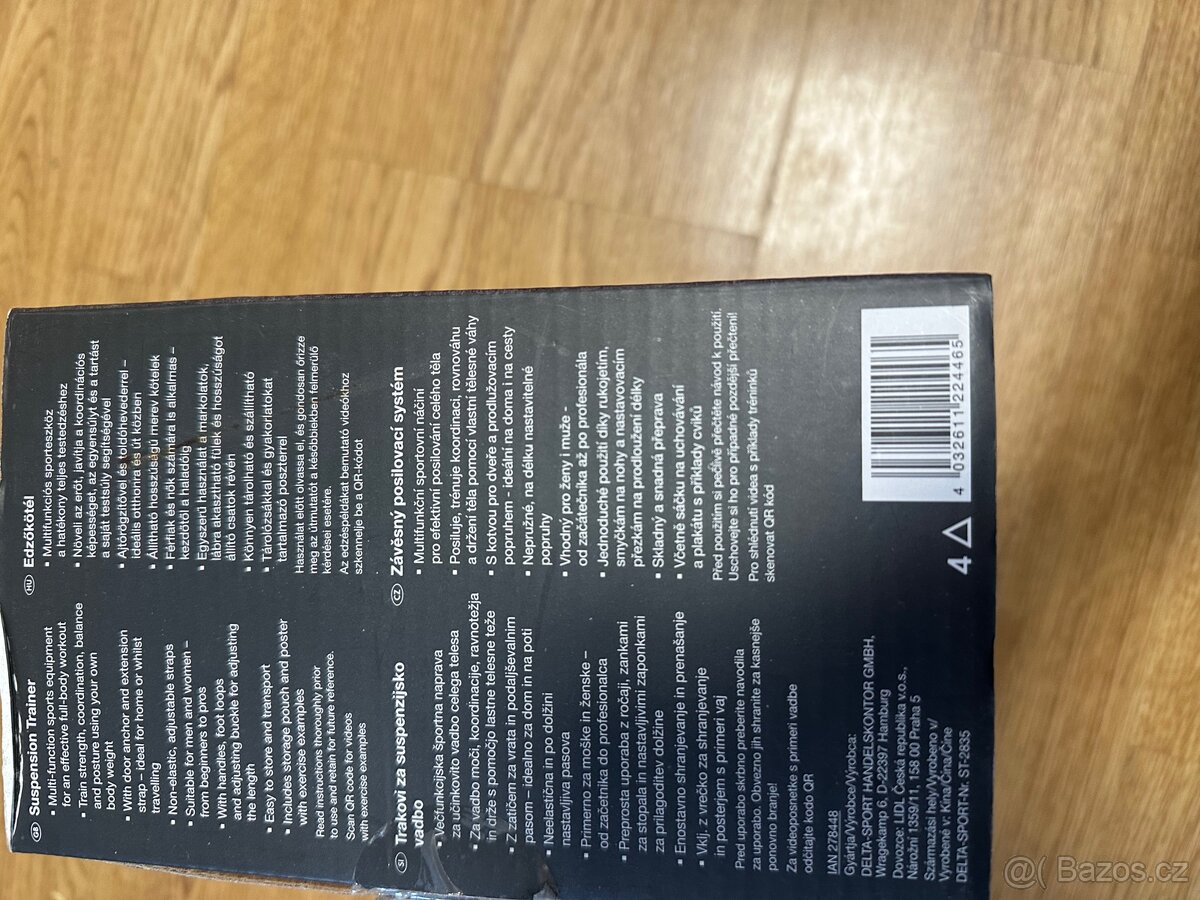 GB Suspension Trainer
• Multi-function sports equipment
for an effective full-body workout
• Train strength, coordination, balance
and posture using your own
body weight
• With door anchor and extension
strap – ideal for home or whilst
travelling
• Non-elastic, adjustable straps
• Suitable for men and women –
from beginners to pros
• With handles, foot loops
and adjusting buckle for adjusting
the length
• Easy to store and transport
• Includes storage pouch and poster
with exercise examples
Read instructions thoroughly prior
to use and retain for future reference.
Scan QR code for videos
with exercise examples
HU Edzőkötél
• Multifunkciós sporteszköz
a hatékony teljes testedzéshez
• Növeli az erőt, javítja a koordinációs
képességet, az egyensúlyt és a tartást
a saját testsúly segítségével
• Ajtórögzítővel és toldóhevederrel –
ideális otthonra és út közben
• Állítható hosszúságú merev kötelek
• Férfiak és nők számára is alkalmas –
kezdőtől a haladóig
• Egyszerű használat a markolatok,
lábra akasztható fülek és hosszúságot
állító csatok révén
• Könnyen tárolható és szállítható
• Tárolózsákkal és gyakorlatokat
tartalmazó poszterrel
Használat előtt olvassa el, és gondosan őrizze
meg az útmutatót a későbbiekben felmerülő
kérdései esetére.
Az edzéspéldákat bemutató videókhoz
szkennelje be a QR-kódot
SI Trakovi za suspenzijsko
vadbo
• Večfunkcijska športna naprava
za učinkovito vadbo celega telesa
• Za vadbo moči, koordinacije, ravnotežja
in drže s pomočjo lastne telesne teže
• Z zatičem za vrata in podaljševalnim
pasom – idealno za dom in na poti
• Neelastična in po dolžini
nastavljiva pasova
• Primerno za moške in ženske –
od začetnika do profesionalca
• Preprosta uporaba z ročaji, zankami
za stopala in nastavljivimi zaponkami
za prilagoditev dolžine
• Enostavno shranjevanje in prenašanje
• Vklj. z vrečko za shranjevanje
in posterjem s primeri vaj
Pred uporabo skrbno preberite navodila
za uporabo. Obvezno jih shranite za kasnejše
ponovno branje!
Za videoposnetke s primeri vadbe
odčitajte kodo QR
CZ Závěsný posilovací systém
• Multifunkční sportovní náčiní
pro efektivní posilování celého těla
• Posiluje, trénuje koordinaci, rovnováhu
a držení těla pomocí vlastní tělesné váhy
• S kotvou pro dveře a prodlužovacím
popruhem – ideální na doma i na cesty
• Nepružné, na délku nastavitelné
popruhy
• Vhodný pro ženy i muže -
od začátečníka až po profesionála
• Jednoduché použití díky rukojetím,
smyčkám na nohy a nastavovacím
přezkám na prodloužení délky
• Skladný a snadná přeprava
• Včetně sáčku na uchovávání
a plakátu s příklady cviků
Před použitím si pečlivě přečtěte návod k použití.
Uschovejte si ho pro případné pozdější přečtení!
Pro shlédnutí videa s příklady tréninků
skenovat QR kód
IAN 278448
Gyártja/Výrobce/Výroca:
DELTA-SPORT HANDELSKONTOR GMBH,
Wragekamp 6, D-22397 Hamburg
Dovozce: LIDL Česká republika v.o.s.,
Nárožní 1359/11, 158 00 Praha 5
Származási hely/Vyrobeno v/
Vyrobené v: Kína/Čína/Číne
DELTA-SPORT-Nr. ST-2835
4
4 032611 224465
@ Bazos.cz